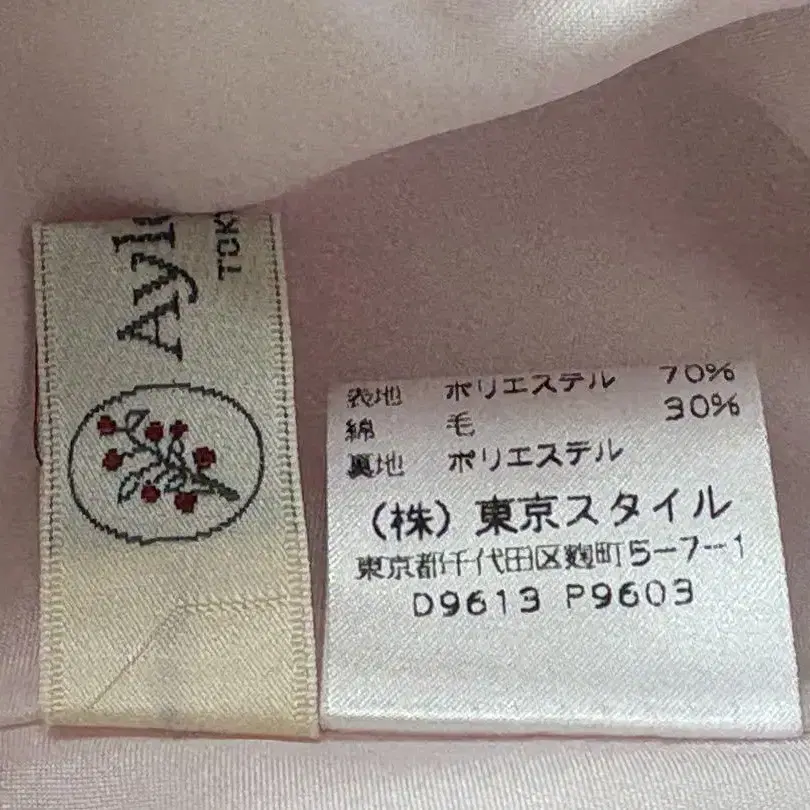 表地 ポリエステル 70%
綿 毛 30%
裏地 ポリエステル
(株) 東京スタイル
東京都千代田区麹町5-7-1
D9613 P9603